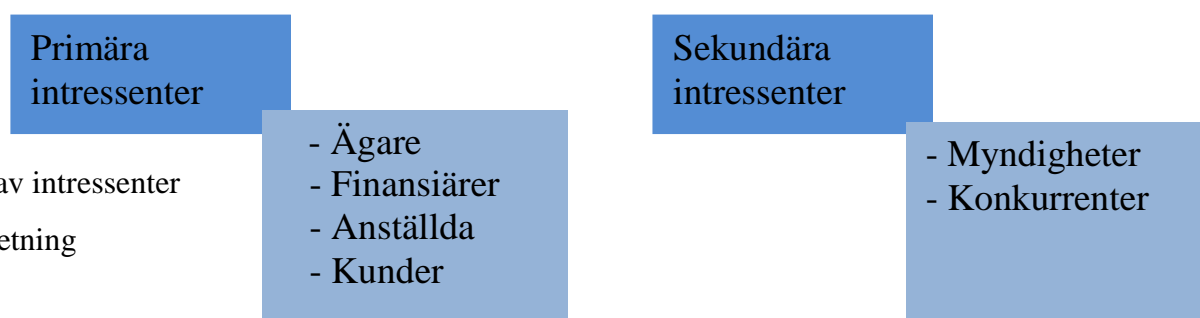 Primära
intressenter
- Ägare
- Finansiärer
- Anställda
- Kunder
av intressenter
etning
Sekundära
intressenter
- Myndigheter
- Konkurrenter